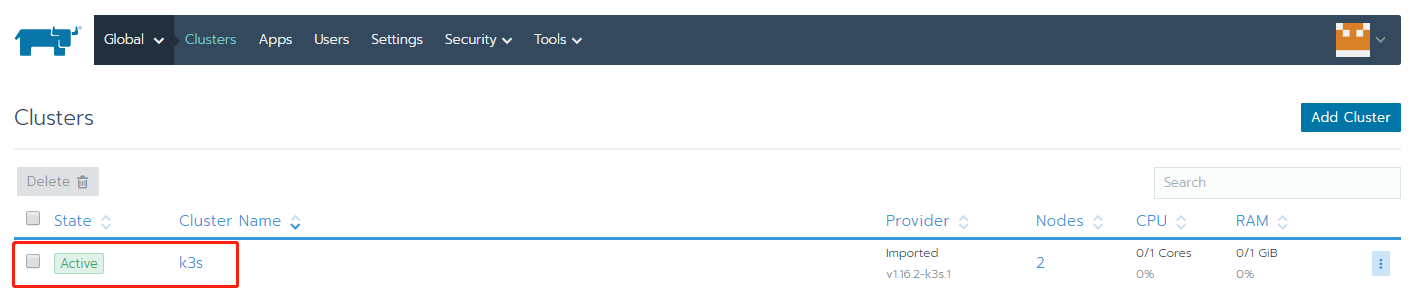 Global Clusters Apps Users Settings Security Tools
Clusters
Add Cluster
Delete
Search
State Cluster Name Provider Nodes CPU RAM
Active k3s Imported 2 0/1 Cores 0/1 GiB
v1.16.2-k3s.1 0% 0%